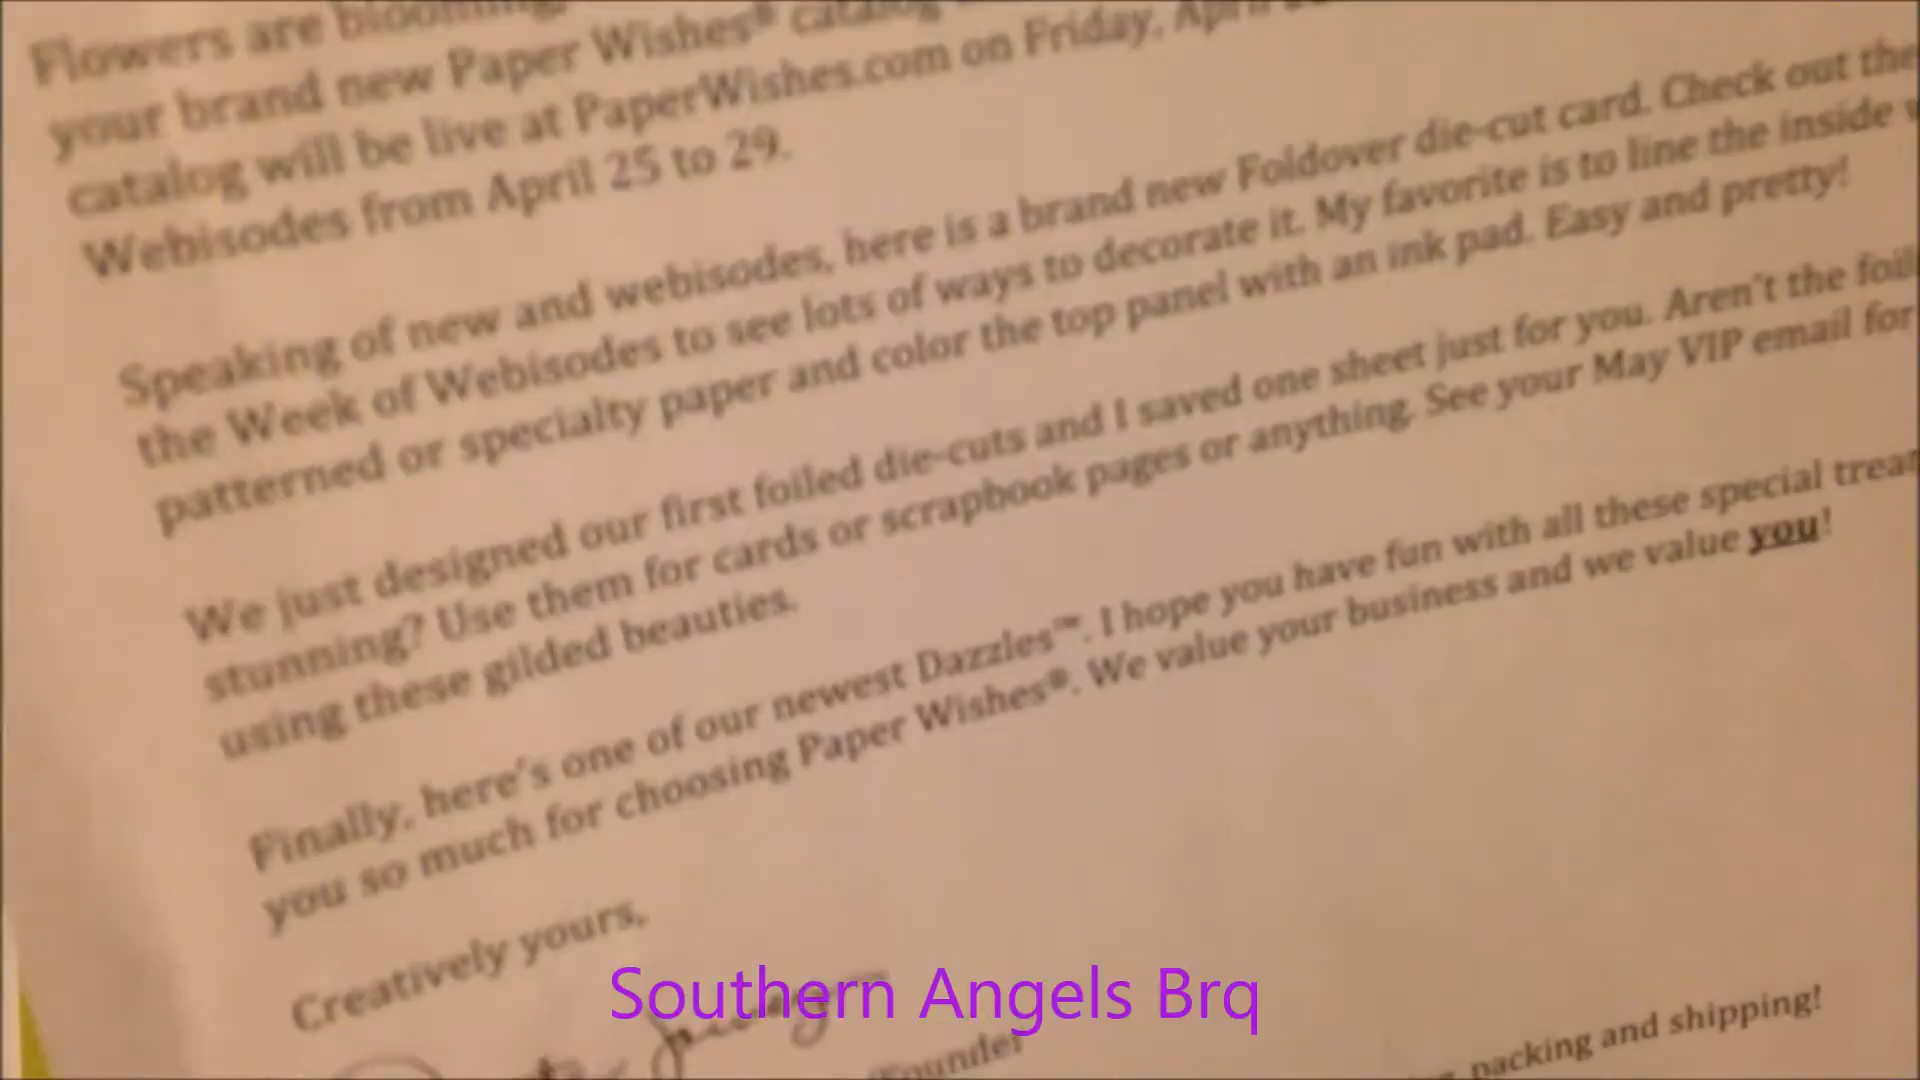 Flowers are blooming
your brand new Paper Wishes® catalog
catalog will be live at PaperWishes.com on Friday, April
Webisodes from April 25 to 29.
Speaking of new and webisodes, here is a brand new Foldover die-cut card. Check out the
the Week of Webisodes to see lots of ways to decorate it. My favorite is to line the inside
patterned or specialty paper and color the top panel with an ink pad. Easy and pretty!
We just designed our first foiled die-cuts and I saved one sheet just for you. Aren't the foil
stunning? Use them for cards or scrapbook pages or anything. See your May VIP email for
using these gilded beauties.
Finally, here's one of our newest Dazzles™. I hope you have fun with all these special treat
you so much for choosing Paper Wishes®. We value your business and we value you!
Creatively yours,
Southern Angels Brq
Founder
packing and shipping!